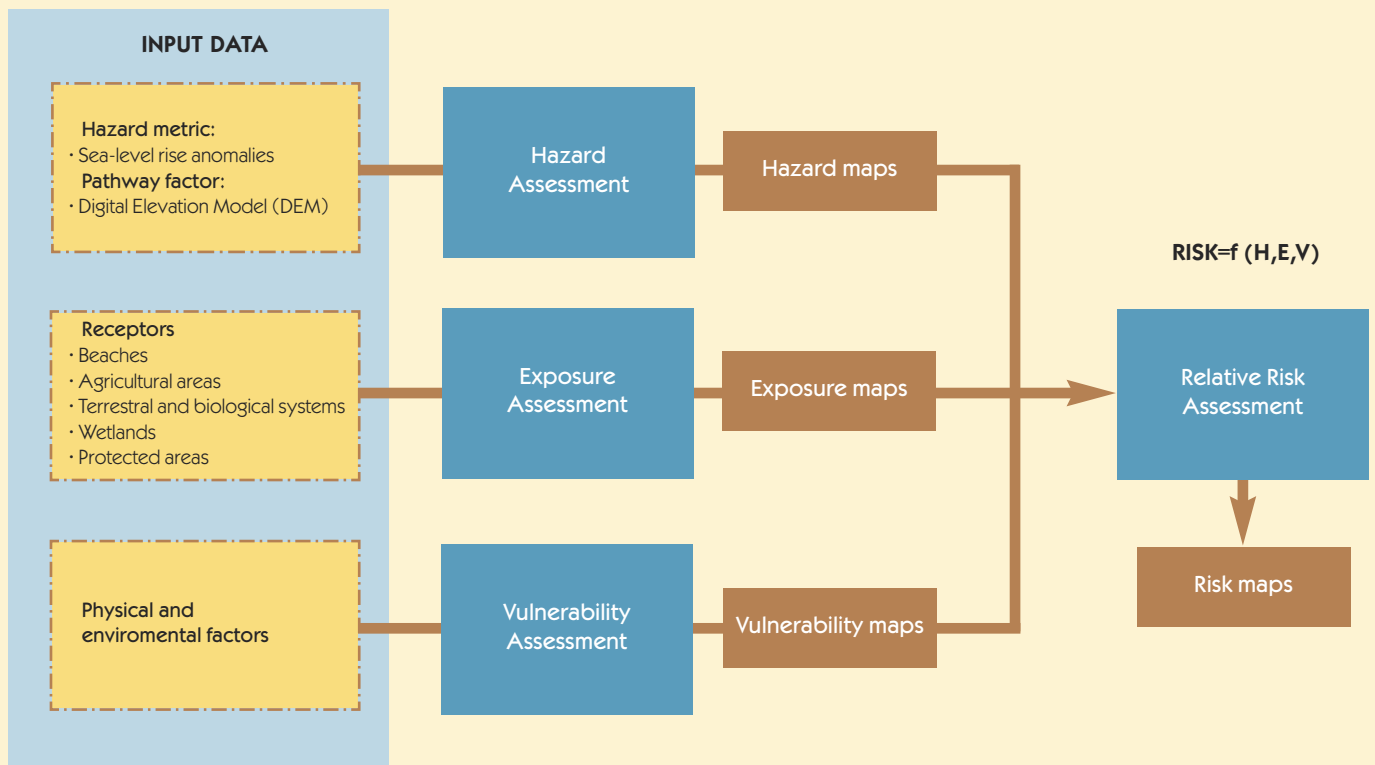 INPUT DATA
Hazard metric:
· Sea-level rise anomalies
Pathway factor:
· Digital Elevation Model (DEM)
Hazard
Assessment
Hazard maps
Receptors
· Beaches
· Agricultural areas
· Terrestral and biological systems
· Wetlands
· Protected areas
Exposure
Assessment
Exposure maps
Physical and
enviromental factors
Vulnerability
Assessment
Vulnerability maps
RISK=f (H,E,V)
Relative Risk
Assessment
Risk maps